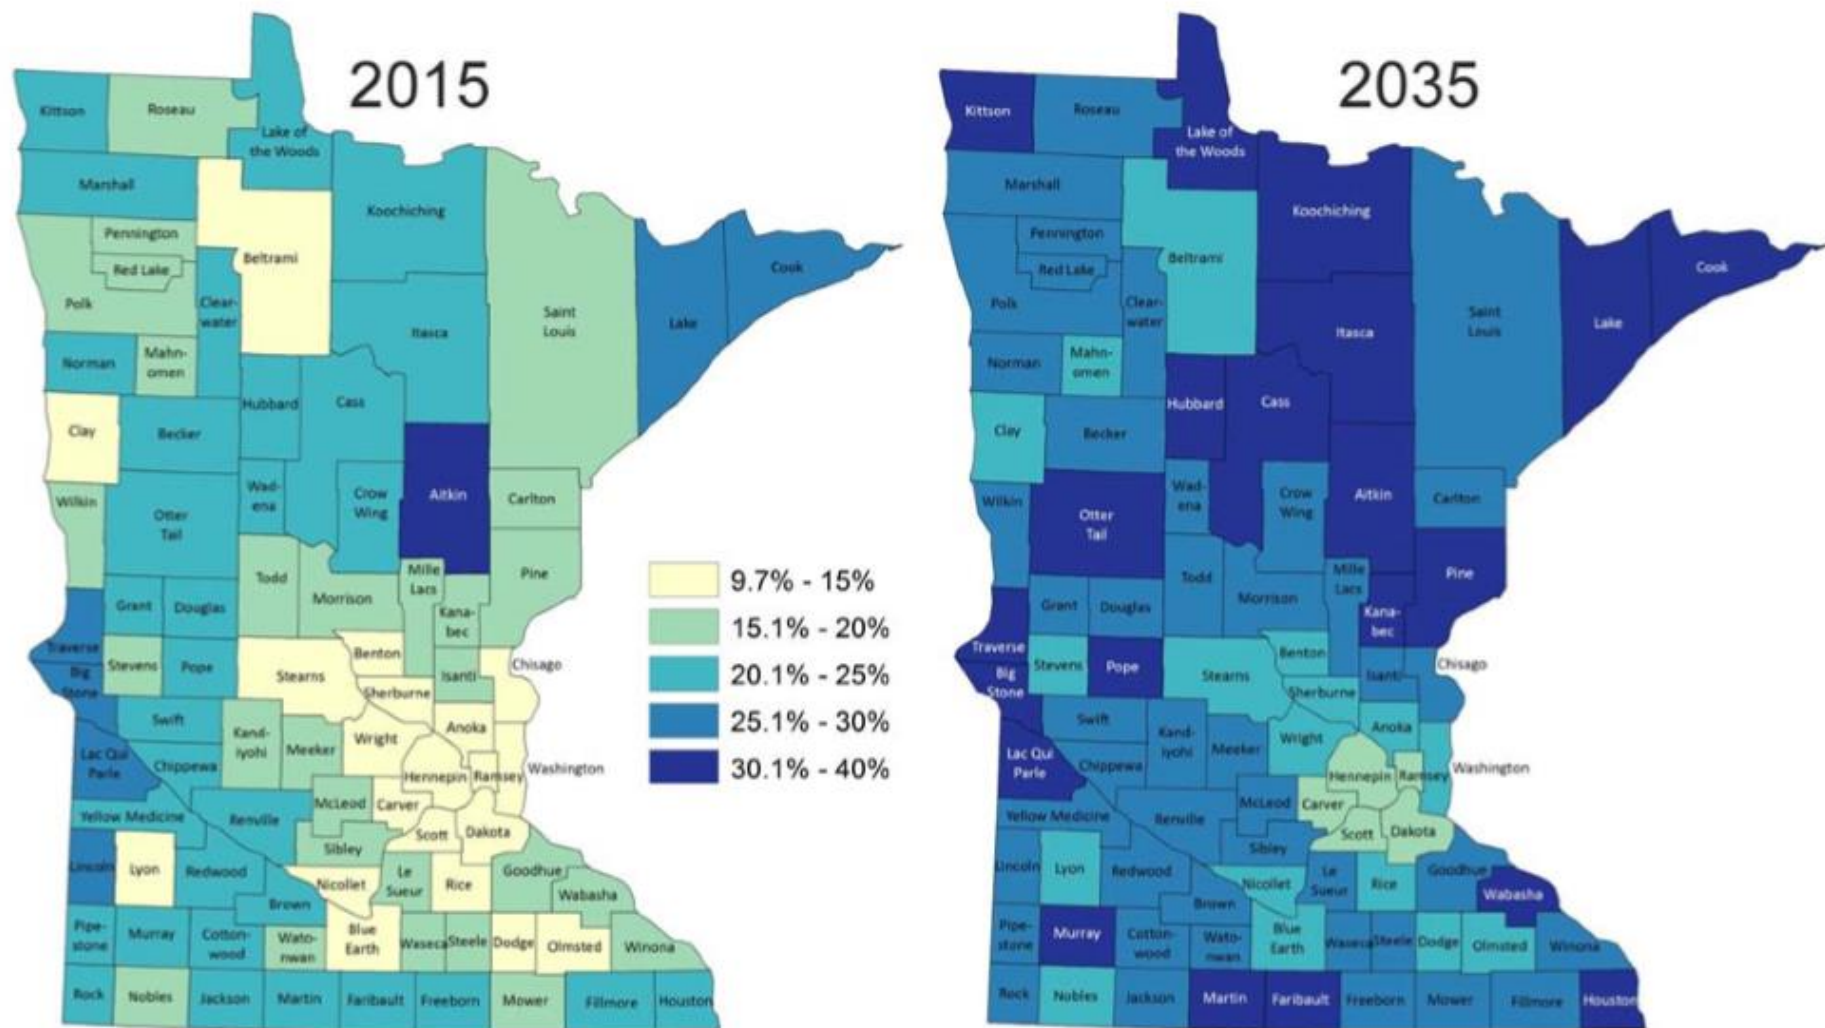 2015
Kittson
Roseau
Lake of
the Woods
Marshall
Koochiching
Pennington
Red Lake
Beltrami
Polk
Clear-
water
Saint
Louis
Lake
Cook
Itasca
Norman
Mahn-
omen
Hubbard
Cass
Clay
Becker
Wilkin
Otter
Tail
Wad-
ena
Crow
Wing
Aitkin
Carlton
Todd
Morrison
Mille
Lacs
Pine
Kana-
bec
Grant
Douglas
Traverse
Big
Stone
Stevens
Pope
Stearns
Benton
Sherburne
Isanti
Chisago
Swift
Kand-
iyohi
Meeker
Wright
Anoka
Lac Qui
Parle
Chippewa
Hennepin
Ramsey
Washington
Yellow Medicine
Renville
McLeod
Carver
Scott
Dakota
Sibley
Lincoln
Lyon
Redwood
Nicollet
Le
Sueur
Rice
Goodhue
Wabasha
Brown
Pipe-
stone
Murray
Cotton-
wood
Wato-
nwan
Blue
Earth
Waseca
Steele
Dodge
Olmsted
Winona
Rock
Nobles
Jackson
Martin
Faribault
Freeborn
Mower
Fillmore
Houston
9.7% - 15%
15.1% - 20%
20.1% - 25%
25.1% - 30%
30.1% - 40%
2035
Kittson
Roseau
Lake of
the Woods
Marshall
Koochiching
Pennington
Red Lake
Beltrami
Polk
Clear-
water
Saint
Louis
Lake
Cook
Itasca
Norman
Mahn-
omen
Hubbard
Cass
Clay
Becker
Wilkin
Otter
Tail
Wad-
ena
Crow
Wing
Aitkin
Carlton
Todd
Morrison
Mille
Lacs
Pine
Kana-
bec
Grant
Douglas
Traverse
Big
Stone
Stevens
Pope
Stearns
Benton
Sherburne
Isanti
Chisago
Swift
Kand-
iyohi
Meeker
Wright
Anoka
Lac Qui
Parle
Chippewa
Hennepin
Ramsey
Washington
Yellow Medicine
Renville
McLeod
Carver
Scott
Dakota
Sibley
Lincoln
Lyon
Redwood
Nicollet
Le
Sueur
Rice
Goodhue
Wabasha
Brown
Pipe-
stone
Murray
Cotton-
wood
Wato-
nwan
Blue
Earth
Waseca
Steele
Dodge
Olmsted
Winona
Rock
Nobles
Jackson
Martin
Faribault
Freeborn
Mower
Fillmore
Houston